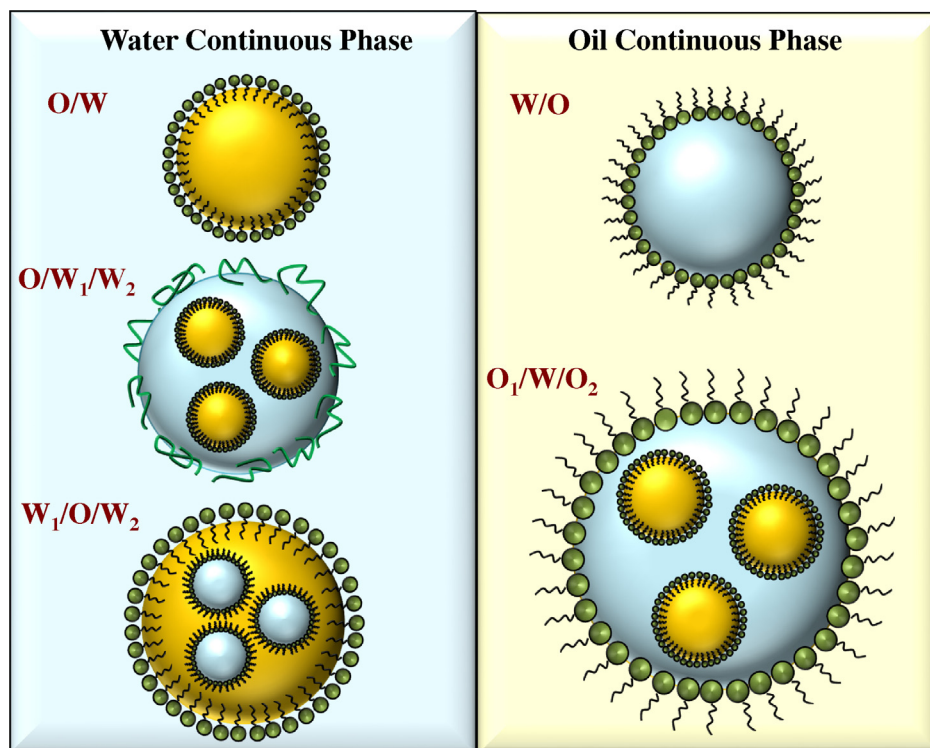 Water Continuous Phase
O/W
O/W₁/W₂
W₁/O/W₂
Oil Continuous Phase
W/O
O₁/W/O₂